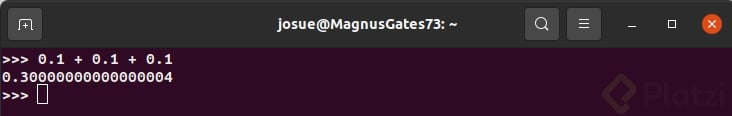 josue@MagnusGates73: ~
>>> 0.1 + 0.1 + 0.1
0.30000000000000004
>>>
Platzi